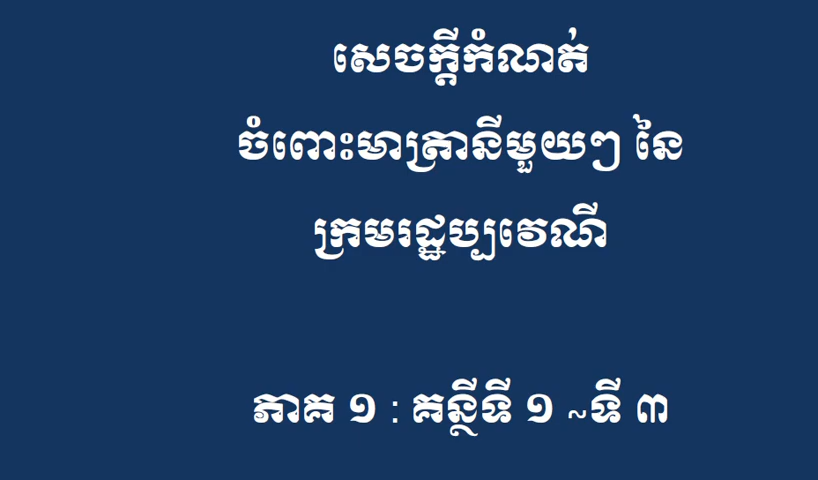 សេចក្តីកំណត់
ចំពោះមាត្រានីមួយៗ នៃ
ក្រមរដ្ឋប្បវេណី
ភាគ ១ : គន្ថីទី ១ ~ទី ៣